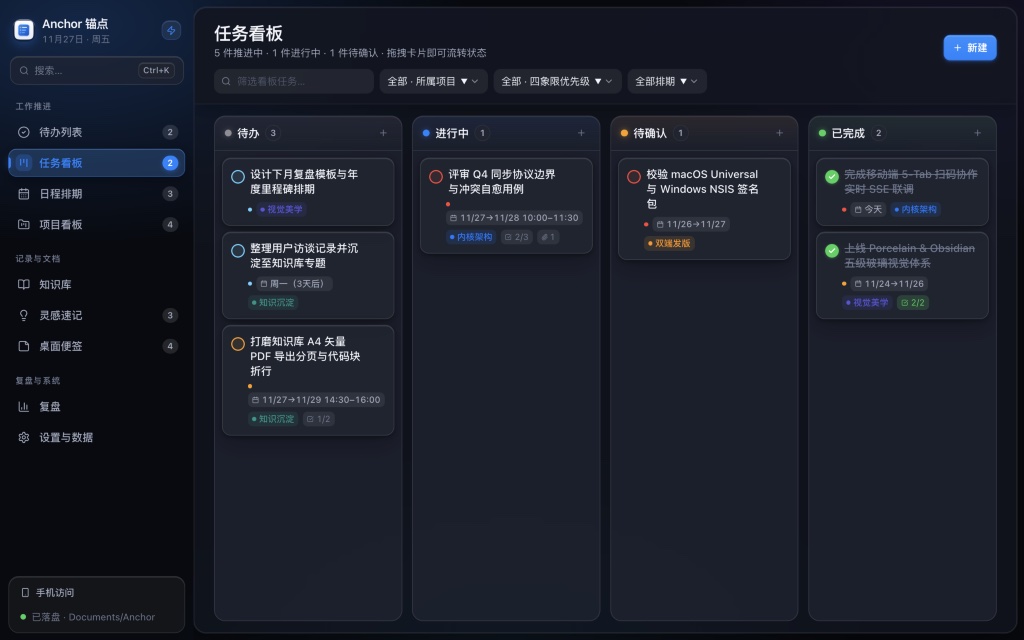 Anchor 锚点
11月27日 · 周五
搜索...
Ctrl+K
工作推进
待办列表 2
任务看板 2
日程排期 3
项目看板 4
记录与文档
知识库
灵感速记 3
桌面便签 4
复盘与系统
复盘
设置与数据
手机访问
已落盘 · Documents/Anchor
任务看板
5 件推进中 · 1 件进行中 · 1 件待确认 · 拖拽卡片即可流转状态
+ 新建
筛选看板任务...
全部 · 所属项目 ▼
全部 · 四象限优先级 ▼
全部排期 ▼
待办 3 +
设计下月复盘模板与年
度里程碑排期
视觉美学
整理用户访谈记录并沉
淀至知识库专题
周一（3天后）
知识沉淀
打磨知识库 A4 矢量
PDF 导出分页与代码块
折行
11/27→11/29 14:30~16:00
知识沉淀 1/2
进行中 1 +
评审 Q4 同步协议边界
与冲突自愈用例
11/27→11/28 10:00~11:30
内核架构 2/3 1
待确认 1 +
校验 macOS Universal
与 Windows NSIS 签名
包
11/26→11/27
双端发版
已完成 2 +
完成移动端 5-Tab 扫码协作
实时 SSE 联调
今天 内核架构
上线 Porcelain & Obsidian
五级玻璃视觉体系
11/24→11/26
视觉美学 2/2